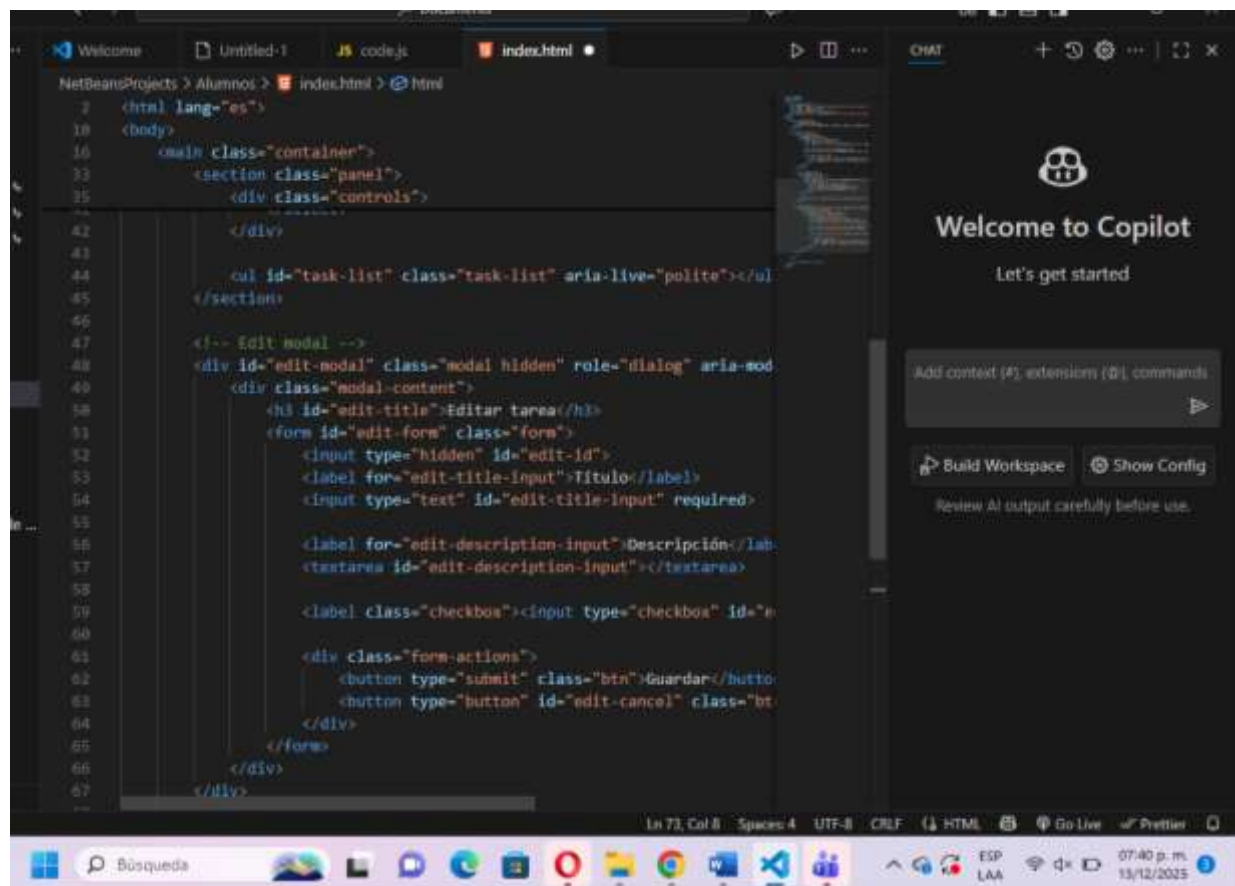 Welcome
Untitled-1
JS code.js
index.html
CHAT
NetBeansProjects > Alumnos > index.html > html
2 <html lang="es">
10 <body>
16 <main class="container">
33 <section class="panel">
35 <div class="controls">
42 </div>
43
44 <ul id="task-list" class="task-list" aria-live="polite"></ul
45 </section>
46
47 <!-- Edit modal -->
48 <div id="edit-modal" class="modal hidden" role="dialog" aria-mod
49 <div class="modal-content">
50 <h3 id="edit-title">Editar tarea</h3>
51 <form id="edit-form" class="form">
52 <input type="hidden" id="edit-id">
53 <label for="edit-title-input">Título</label>
54 <input type="text" id="edit-title-input" required>
55
56 <label for="edit-description-input">Descripción</lab
57 <textarea id="edit-description-input"></textarea>
58
59 <label class="checkbox"><input type="checkbox" id="e
60
61 <div class="form-actions">
62 <button type="submit" class="btn">Guardar</butto
63 <button type="button" id="edit-cancel" class="bt
64 </div>
65 </form>
66 </div>
67 </div>
Welcome to Copilot
Let's get started
Add context (#), extensions (@), commands
Build Workspace
Show Config
Review AI output carefully before use.
Ln 73, Col 8 Spaces: 4 UTF-8 CRLF HTML Go Live Prettier
Búsqueda
ESP
LAA
07:40 p. m.
13/12/2025